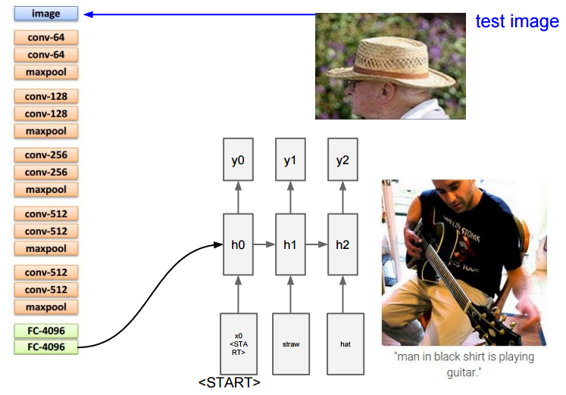 image
conv-64
conv-64
maxpool
conv-128
conv-128
maxpool
conv-256
conv-256
maxpool
conv-512
conv-512
maxpool
conv-512
conv-512
maxpool
FC-4096
FC-4096
test image
y0
y1
y2
h0
h1
h2
x0
<STA
RT>
straw
hat
<START>
"man in black shirt is playing
guitar."